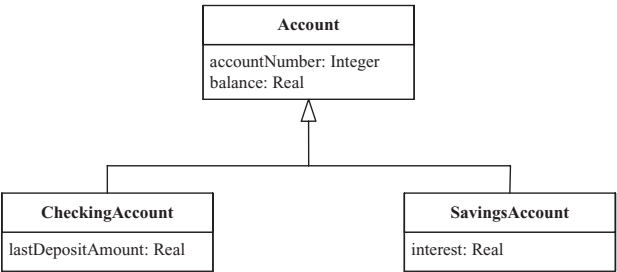 Account
accountNumber: Integer
balance: Real
CheckingAccount
lastDepositAmount: Real
SavingsAccount
interest: Real